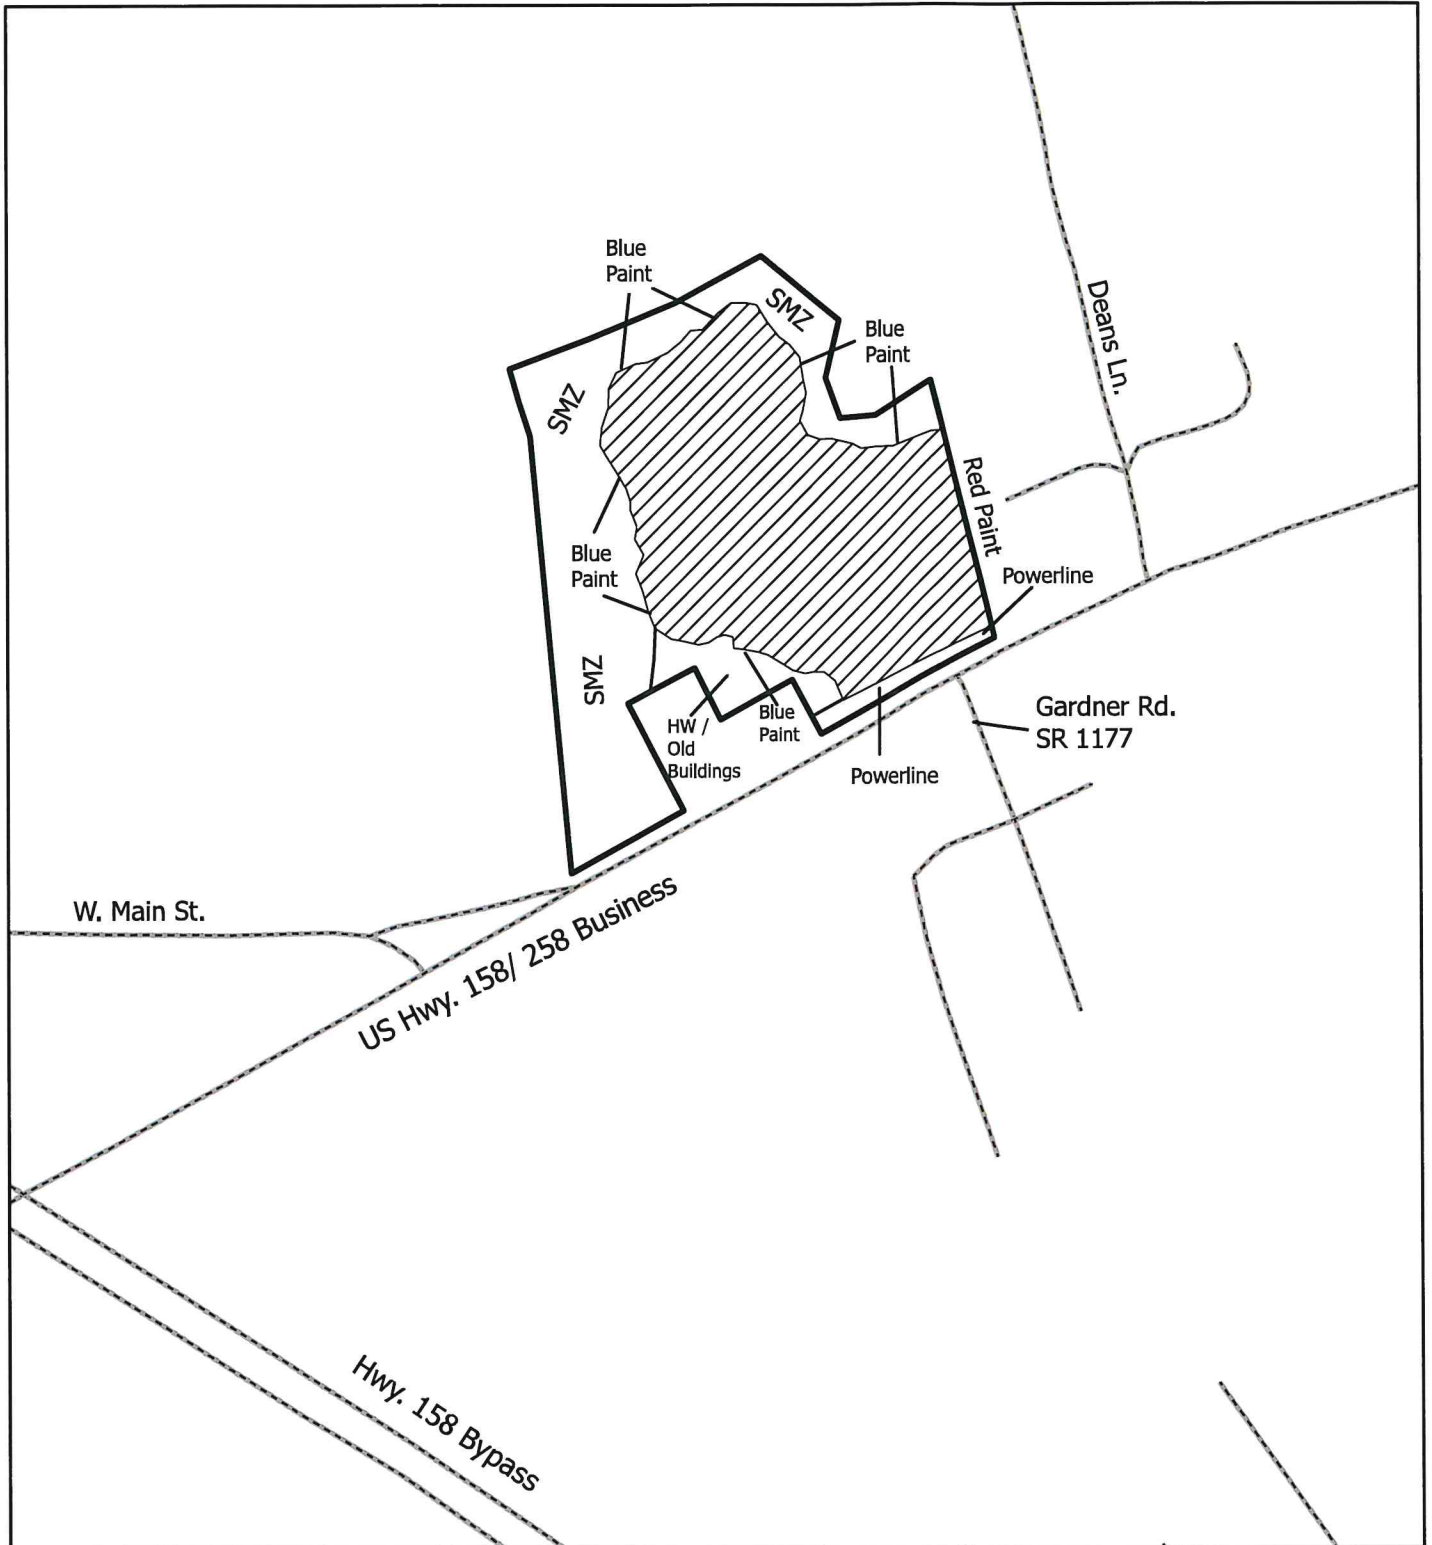 Blue
Paint
SMZ
Deans Ln.
Blue
Paint
SMZ
Red Paint
Blue
Paint
Powerline
SMZ
HW /
Old
Buildings
Blue
Paint
Gardner Rd.
SR 1177
Powerline
W. Main St.
US Hwy. 158/ 258 Business
Hwy. 158 Bypass